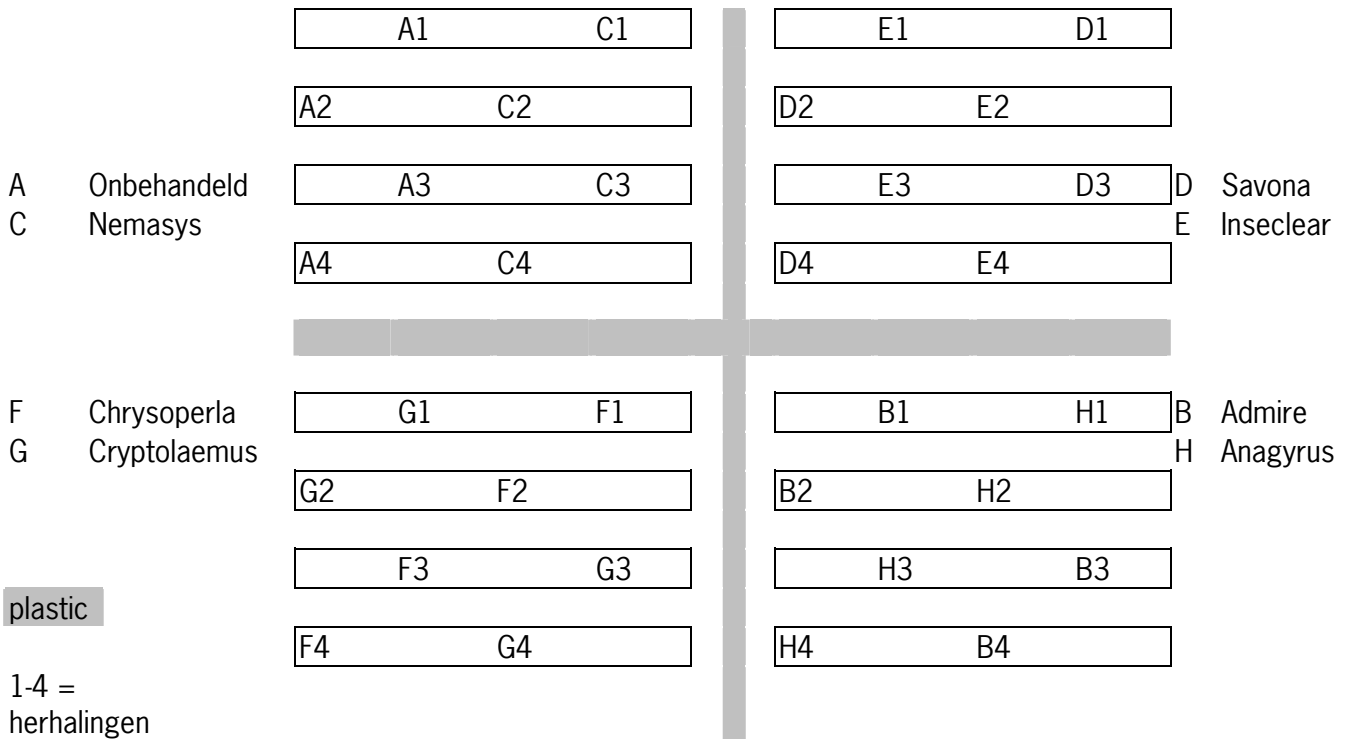 A1 C1 E1 D1
A2 C2 D2 E2
A Onbehandeld A3 C3 E3 D3 D Savona
C Nemasys E Inseclear
A4 C4 D4 E4
F Chrysoperla G1 F1 B1 H1 B Admire
G Cryptolaemus H Anagyrus
G2 F2 B2 H2
F3 G3 H3 B3
plastic
F4 G4 H4 B4
1-4 =
herhalingen